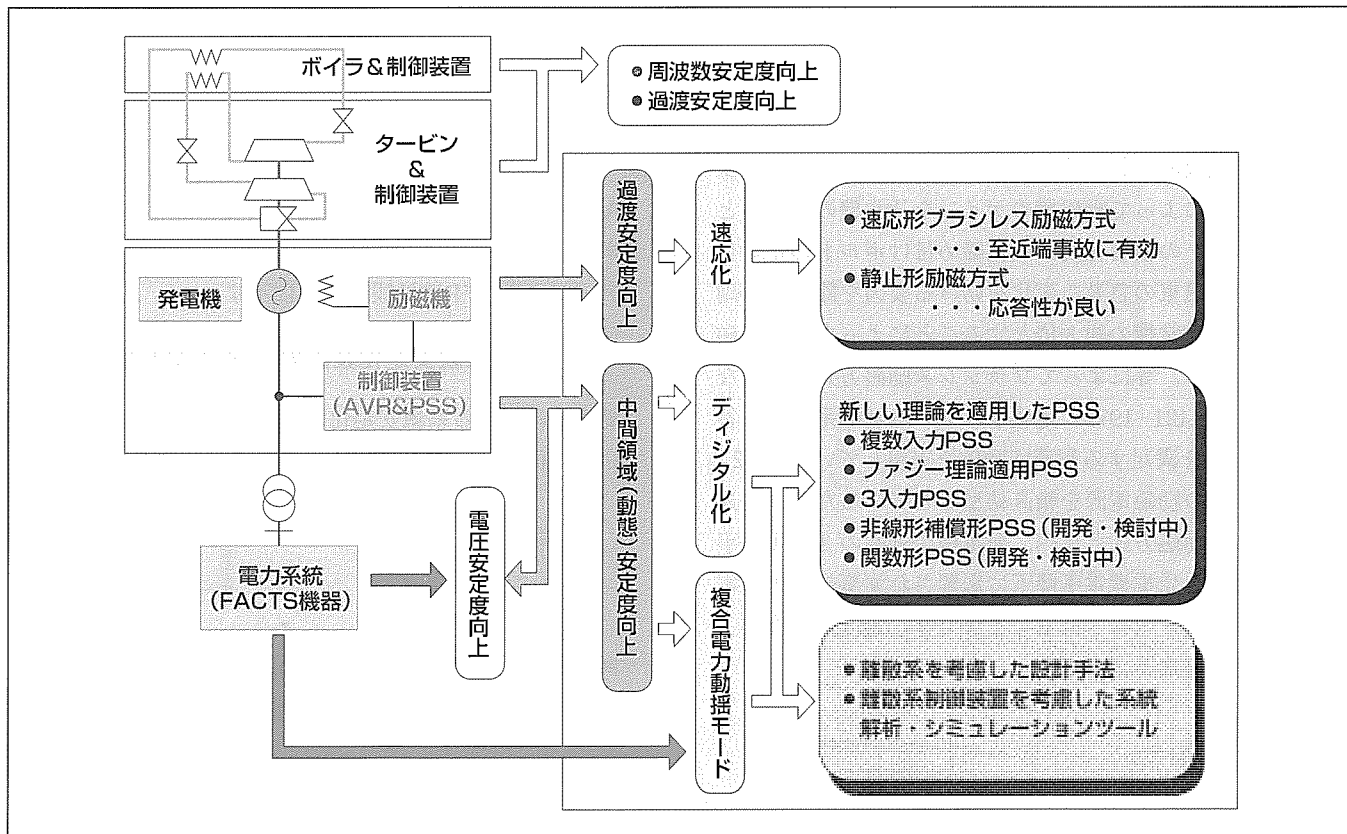 ボイラ&制御装置
● 周波数安定度向上
● 過渡安定度向上
タービン
&
制御装置
発電機
励磁機
制御装置
(AVR&PSS)
電力系統
(FACTS機器)
電圧安定度向上
過渡安定度向上
速応化
● 速応形ブラシレス励磁方式
・・・至近端事故に有効
● 静止形励磁方式
・・・応答性が良い
中間領域(動態)安定度向上
ディジタル化
複合電力動揺モード
新しい理論を適用したPSS
● 複数入力PSS
● ファジー理論適用PSS
● 3入力PSS
● 非線形補償形PSS(開発・検討中)
● 関数形PSS(開発・検討中)
● 離散系を考慮した設計手法
● 離散系制御装置を考慮した系統
解析・シミュレーションツール